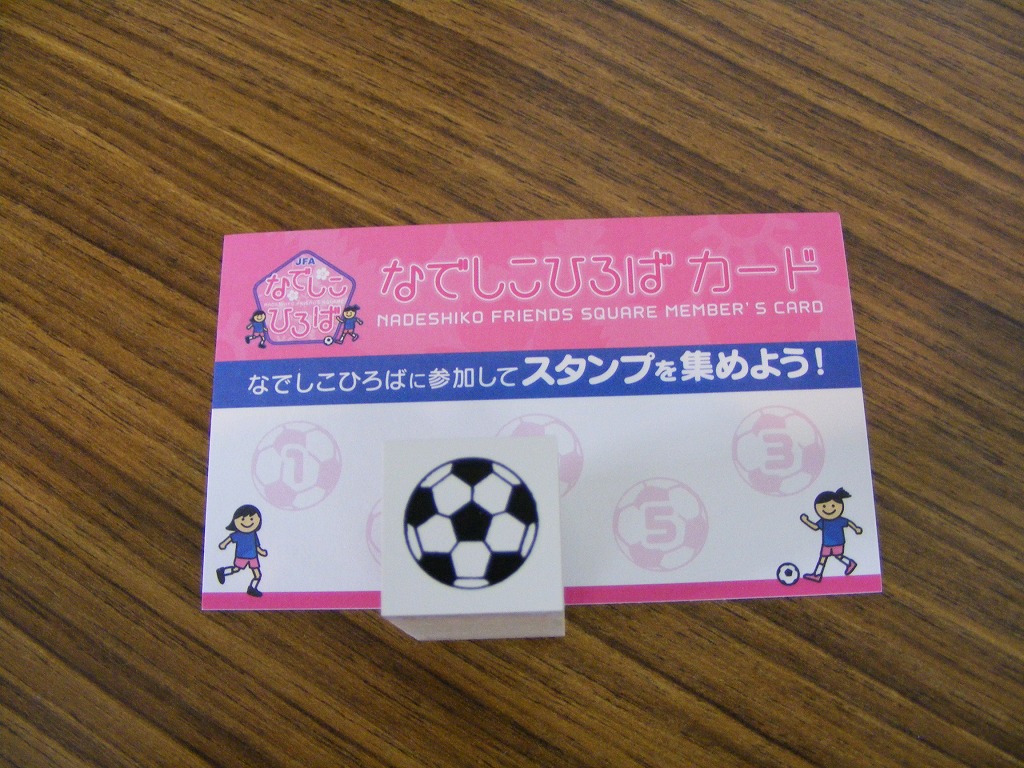 JFA
なでしこ
ひろば
なでしこひろば カード
NADESHIKO FRIENDS SQUARE MEMBER'S CARD
なでしこひろばに参加してスタンプを集めよう!
1
3
5